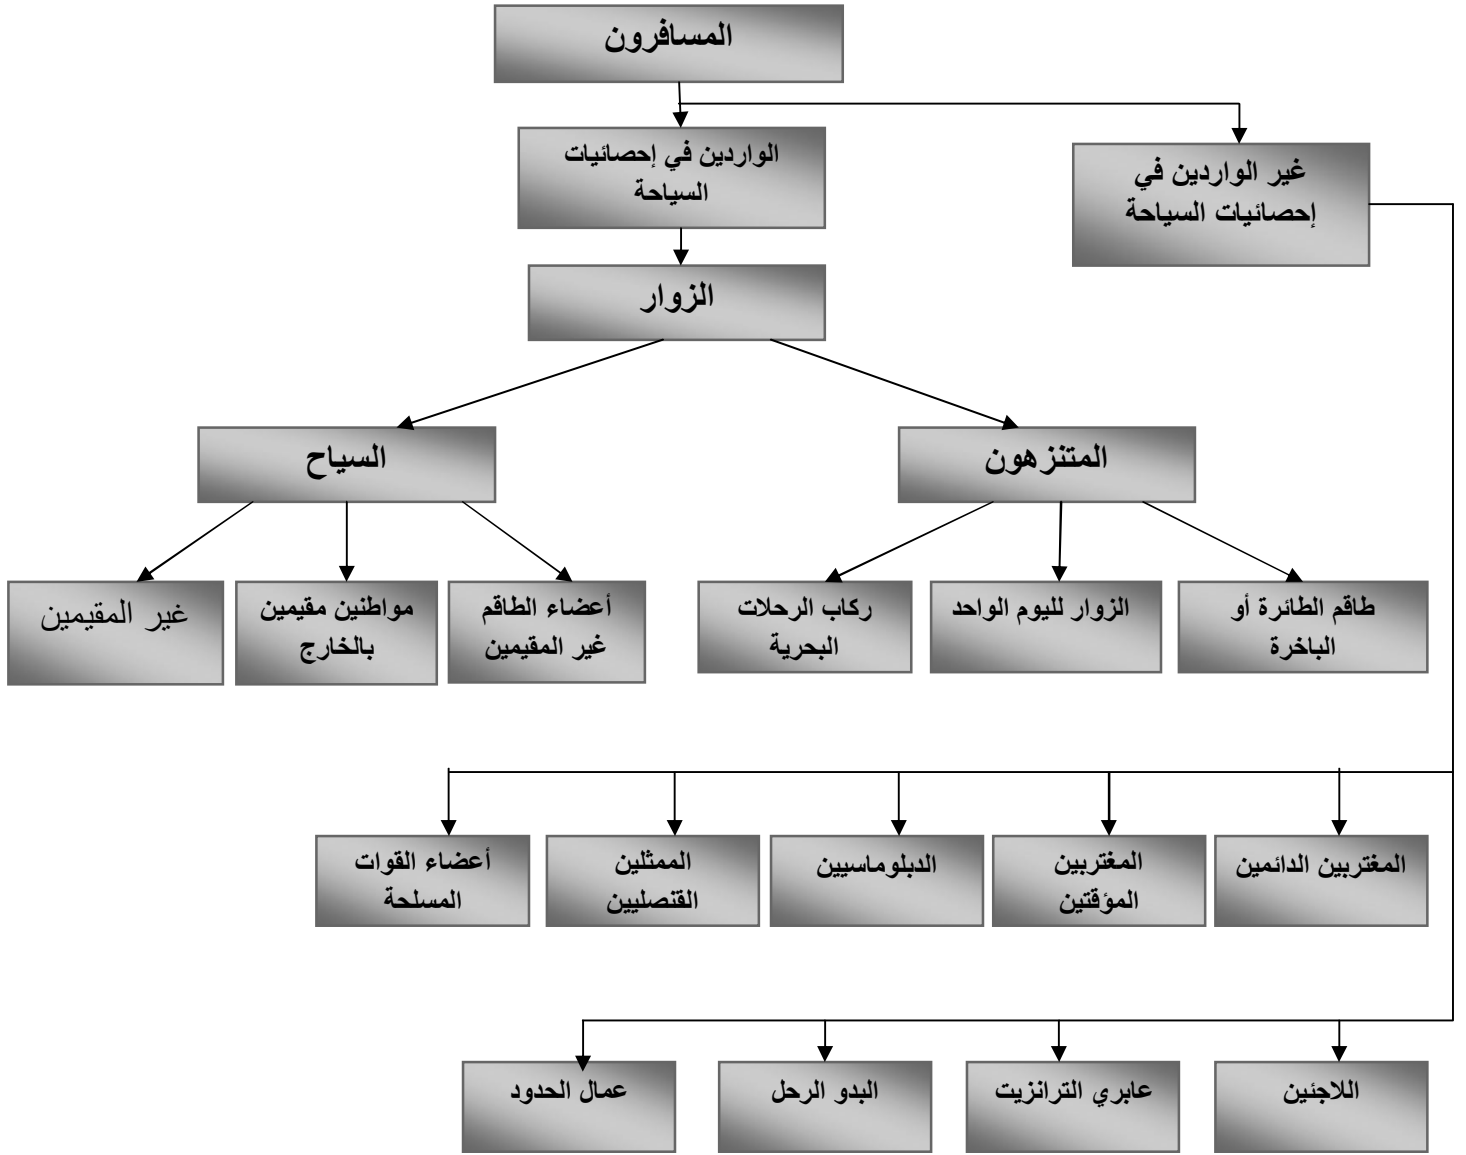 المسافرون
الواردين في إحصائيات
السياحة
غير الواردين في
إحصائيات السياحة
الزوار
المتنزهون
السياح
طاقم الطائرة أو
الباخرة
الزوار لليوم الواحد
ركاب الرحلات
البحرية
أعضاء الطاقم
غير المقيمين
مواطنين مقيمين
بالخارج
غير المقيمين
المغتربين الدائمين
المغتربين
المؤقتين
الدبلوماسيين
الممثلين
القنصليين
أعضاء القوات
المسلحة
اللاجئين
عابري الترانزيت
البدو الرحل
عمال الحدود